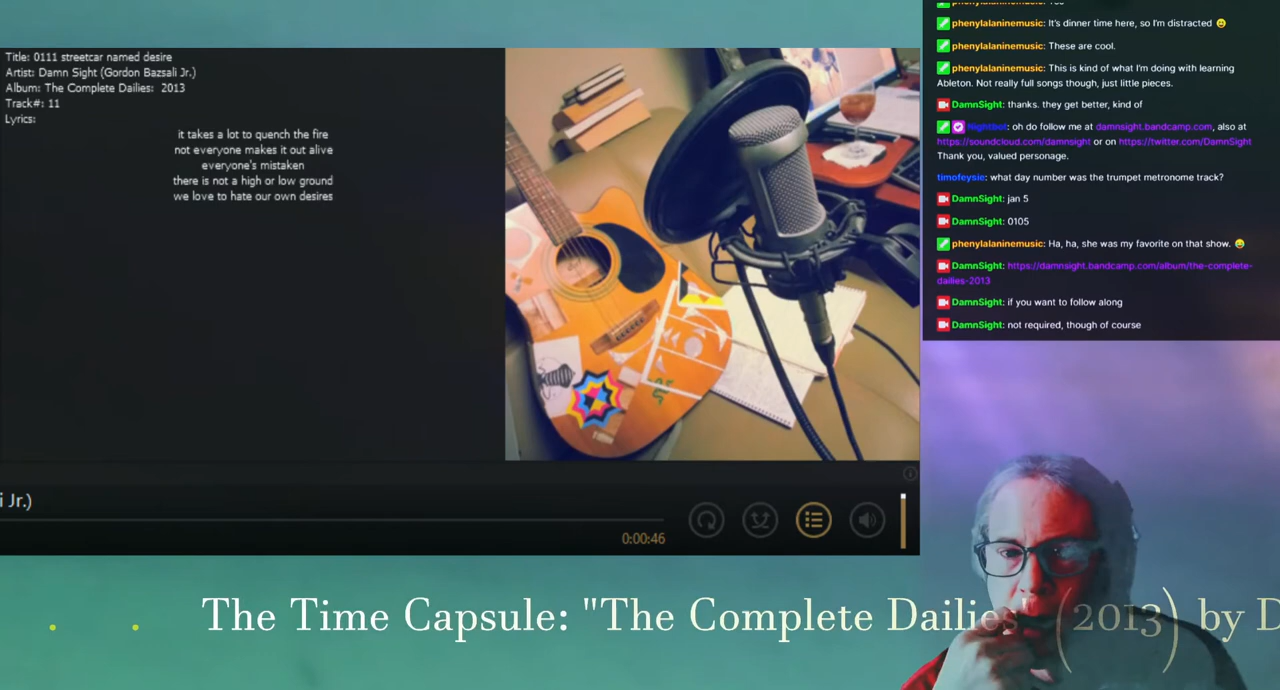 Title: 0111 streetcar named desire
Artist: Damn Sight (Gordon Bazsali Jr.)
Album: The Complete Dailies: 2013
Track#: 11
Lyrics:
it takes a lot to quench the fire
not everyone makes it out alive
everyone's mistaken
there is not a high or low ground
we love to hate our own desires
i Jr.)
0:00:46
phenylalaninemusic: It's dinner time here, so I'm distracted 😀
phenylalaninemusic: These are cool.
phenylalaninemusic: This is kind of what I'm doing with learning
Ableton. Not really full songs though, just little pieces.
DamnSight: thanks. they get better, kind of
Nightbot: oh do follow me at damnsight.bandcamp.com, also at
https://soundcloud.com/damnsight or on https://twitter.com/DamnSight
Thank you, valued personage.
timofeysie: what day number was the trumpet metronome track?
DamnSight: jan 5
DamnSight: 0105
phenylalaninemusic: Ha, ha, she was my favorite on that show. 😄
DamnSight: https://damnsight.bandcamp.com/album/the-complete-
dailies-2013
DamnSight: if you want to follow along
DamnSight: not required, though of course
. . The Time Capsule: "The Complete Dailies" (2013) by D